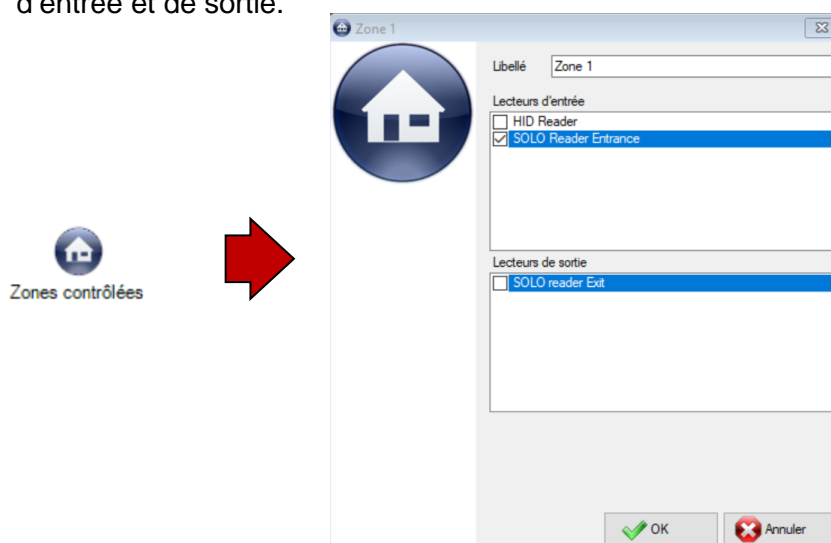 d'entrée et de sortie.
Zone 1
Libellé Zone 1
Lecteurs d'entrée
HID Reader
SOLO Reader Entrance
Lecteurs de sortie
SOLO reader Exit
Zones contrôlées
OK Annuler